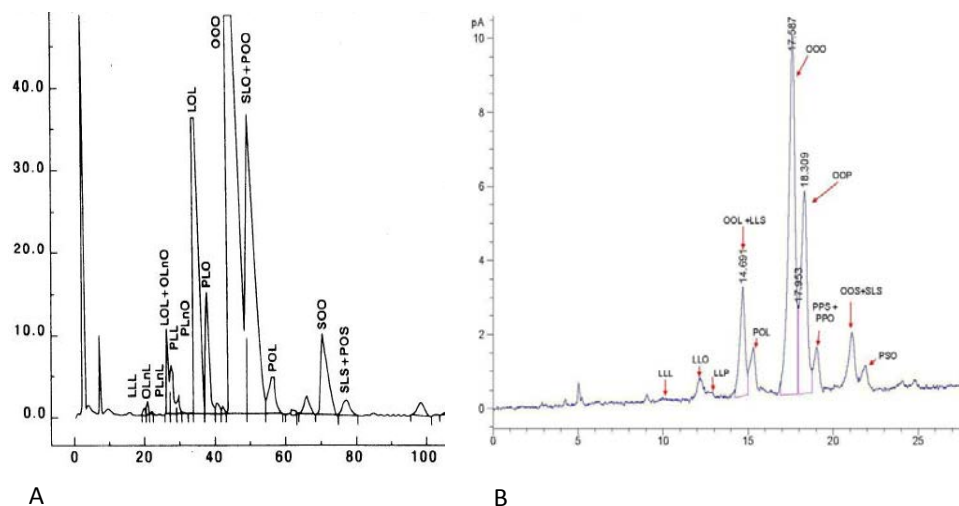 40.0
30.0
20.0
10.0
0.0
LLL
OLnL
PLnL
LOL + OLnO
PLL
PLnO
LOL
PLO
OOO
SLO + POO
POL
SOO
SLS + POS
0 20 40 60 80 100
A
pA
10
8
6
4
2
0
LLL
LLO
LLP
OOL +LLS
14.691
POL
17.587
OOO
17.953
18.309
OOP
PPS +
PPO
OOS+SLS
PSO
0 5 10 15 20 25
B